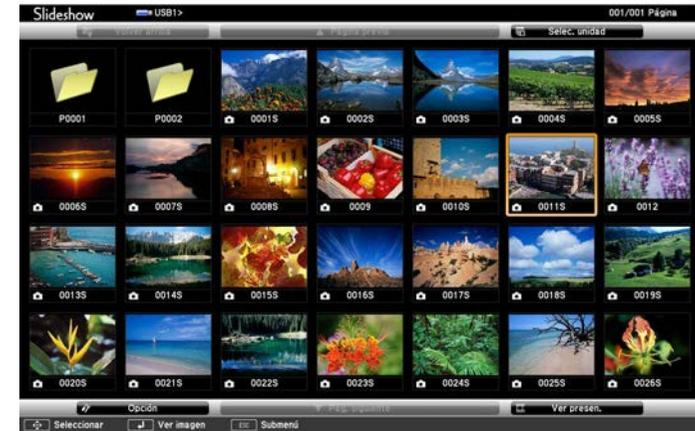 Slideshow USB1> 001/001 Página
Volver arriba Página previa Selec. unidad
P0001 P0002 0001S 0002S 0003S 0004S 0005S
0006S 0007S 0008S 0009 0010S 0011S 0012
0013S 0014S 0015S 0016S 0017S 0018S 0019S
0020S 0021S 0022S 0023S 0024S 0025S 0026S
Opción Pág. siguiente Ver presen.
Seleccionar Ver imagen Esc Submenú